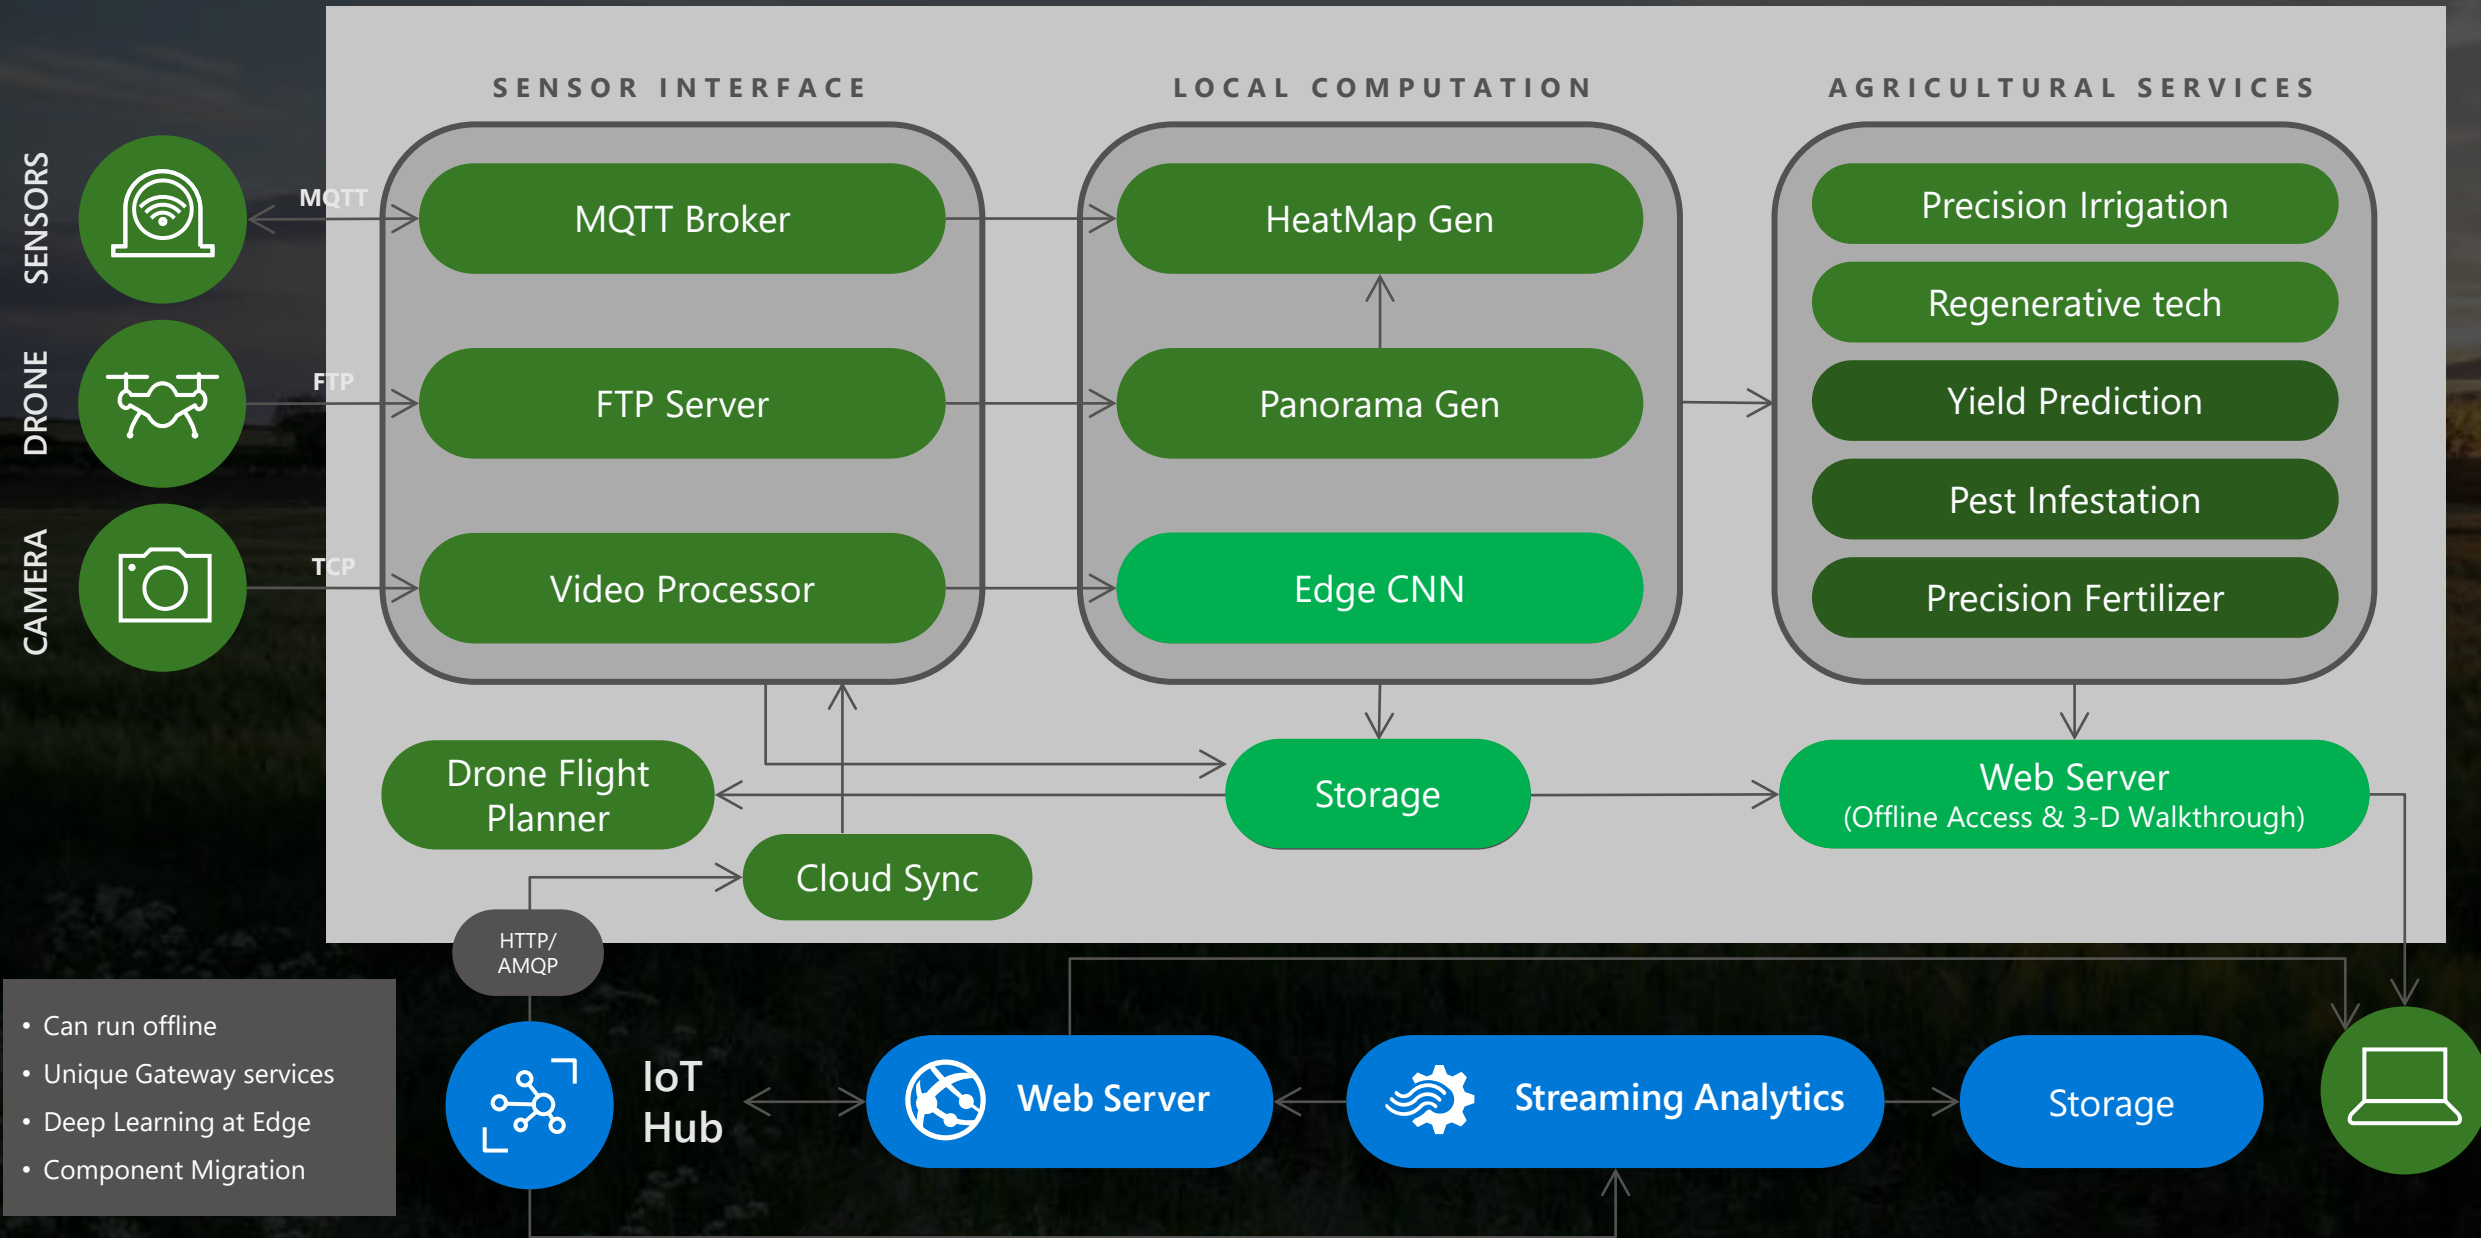 SENSOR INTERFACE
LOCAL COMPUTATION
AGRICULTURAL SERVICES
SENSORS
MQTT
MQTT Broker
HeatMap Gen
Precision Irrigation
Regenerative tech
DRONE
FTP
FTP Server
Panorama Gen
Yield Prediction
Pest Infestation
CAMERA
TCP
Video Processor
Edge CNN
Precision Fertilizer
Drone Flight
Planner
Storage
Web Server
(Offline Access & 3-D Walkthrough)
Cloud Sync
HTTP/
AMQP
• Can run offline
• Unique Gateway services
• Deep Learning at Edge
• Component Migration
IoT
Hub
Web Server
Streaming Analytics
Storage